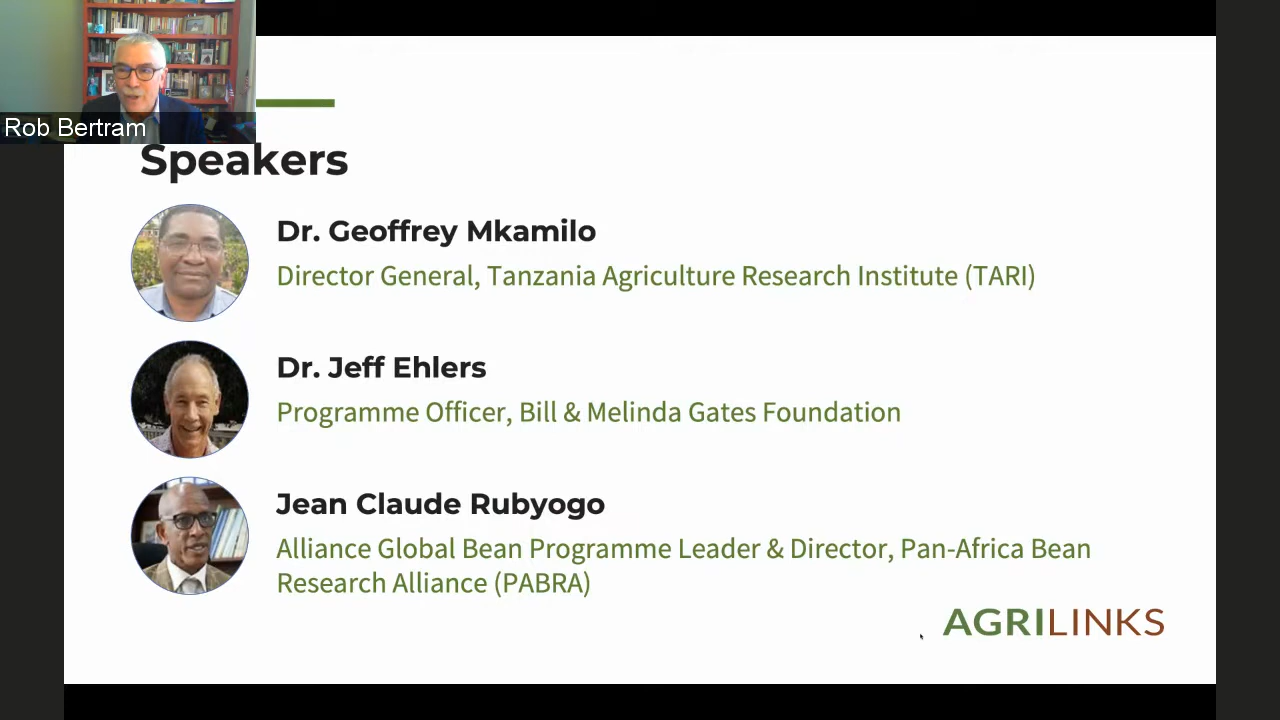 Rob Bertram
Speakers
Dr. Geoffrey Mkamilo
Director General, Tanzania Agriculture Research Institute (TARI)
Dr. Jeff Ehlers
Programme Officer, Bill & Melinda Gates Foundation
Jean Claude Rubyogo
Alliance Global Bean Programme Leader & Director, Pan-Africa Bean
Research Alliance (PABRA)
AGRILINKS